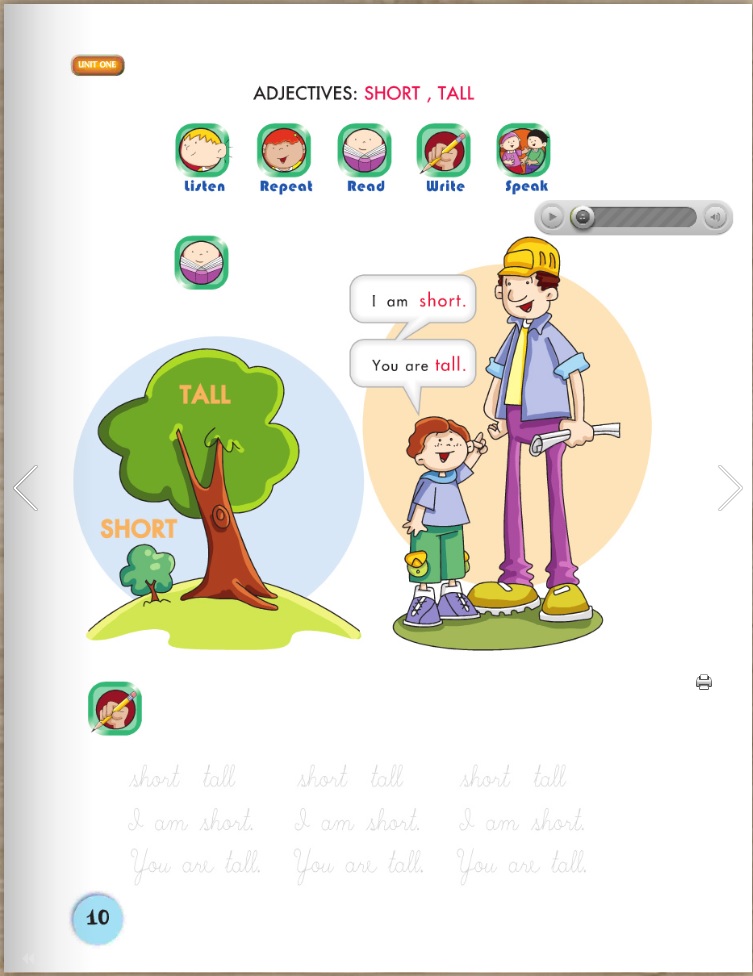 UNIT ONE
ADJECTIVES: SHORT , TALL
Listen Repeat Read Write Speak
I am short.
You are tall.
TALL
SHORT
short tall short tall short tall
I am short. I am short. I am short.
You are tall. You are tall. You are tall.
10